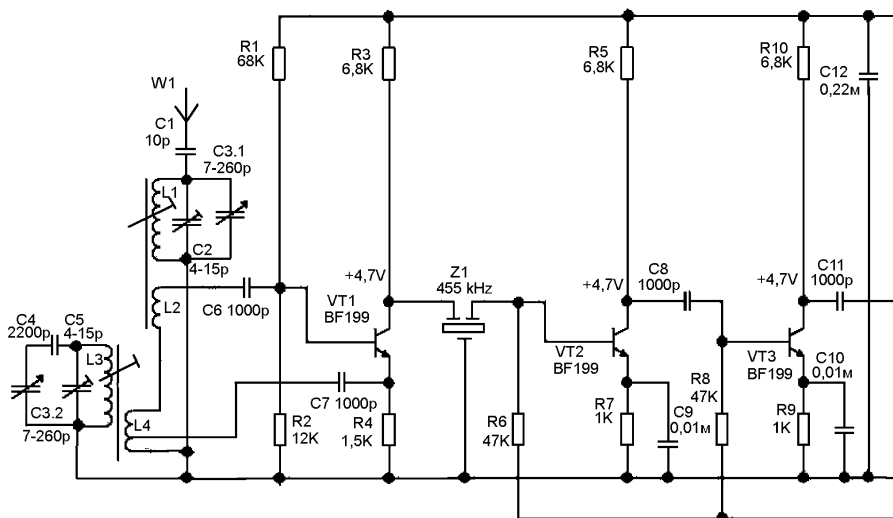 R1
68K
R3
6,8K
R5
6,8K
R10
6,8K
C12
0,22м
W1
C1
10p
C3.1
7-260p
L1
C2
4-15p
+4,7V
Z1
455 kHz
+4,7V
C8
1000p
+4,7V
C11
1000p
L2
C6 1000p
VT1
BF199
C4
2200p
C5
4-15p
L3
VT2
BF199
VT3
BF199
C10
0,01м
C7 1000p
R8
47K
C3.2
7-260p
L4
R2
12K
R4
1,5K
R6
47K
R7
1K
C9
0,01м
R9
1K